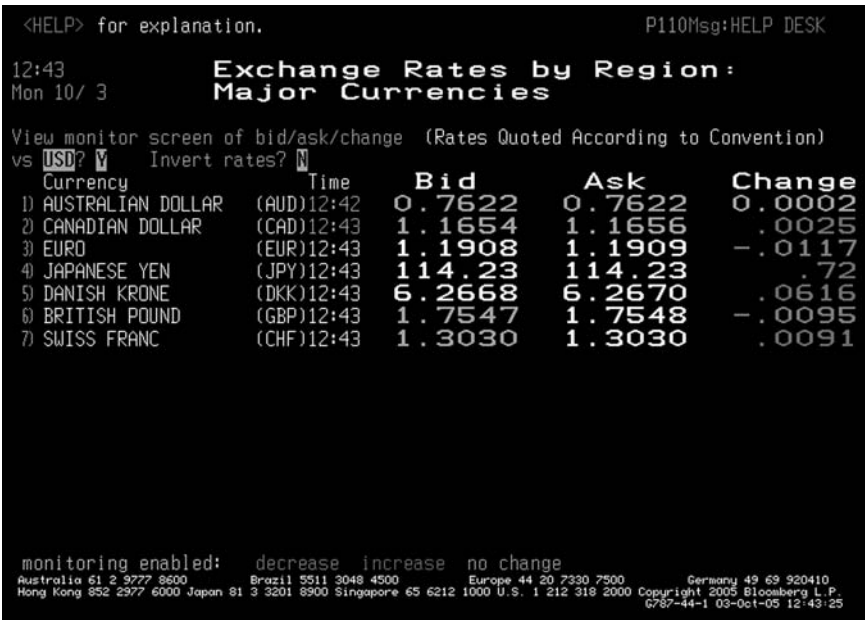 <HELP> for explanation. P110Msg:HELP DESK
12:43 Exchange Rates by Region:
Mon 10/ 3 Major Currencies
View monitor screen of bid/ask/change (Rates Quoted According to Convention)
vs USD? Y Invert rates? N
Currency Time Bid Ask Change
1) AUSTRALIAN DOLLAR (AUD)12:42 0.7622 0.7622 0.0002
2) CANADIAN DOLLAR (CAD)12:43 1.1654 1.1656 .0025
3) EURO (EUR)12:43 1.1908 1.1909 -.0117
4) JAPANESE YEN (JPY)12:43 114.23 114.23 .72
5) DANISH KRONE (DKK)12:43 6.2668 6.2670 .0616
6) BRITISH POUND (GBP)12:43 1.7547 1.7548 -.0095
7) SWISS FRANC (CHF)12:43 1.3030 1.3030 .0091
monitoring enabled: decrease increase no change
Australia 61 2 9777 8600 Brazil 5511 3048 4500 Europe 44 20 7330 7500 Germany 49 69 920410
Hong Kong 852 2977 6000 Japan 81 3 3201 8900 Singapore 65 6212 1000 U.S. 1 212 318 2000 Copyright 2005 Bloomberg L.P.
G787-44-1 03-Oct-05 12:43:25